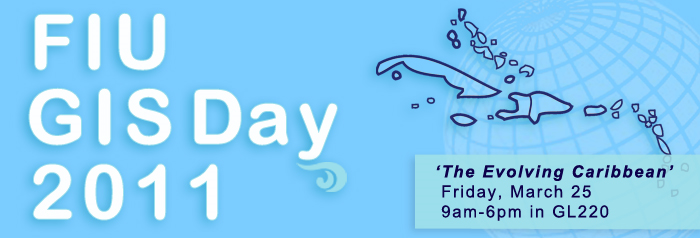 FIU
GIS Day
2011
‘The Evolving Caribbean’
Friday, March 25
9am-6pm in GL220